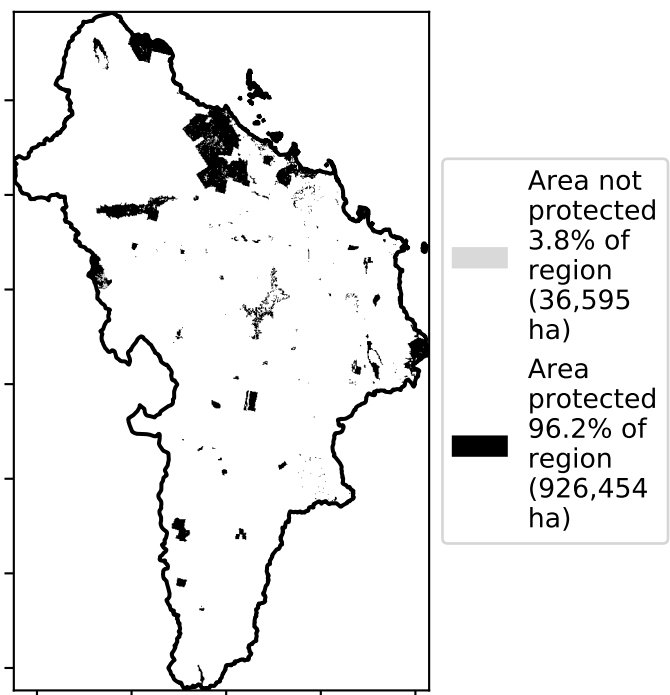 Area not
protected
3.8% of
region
(36,595
ha)
Area
protected
96.2% of
region
(926,454
ha)